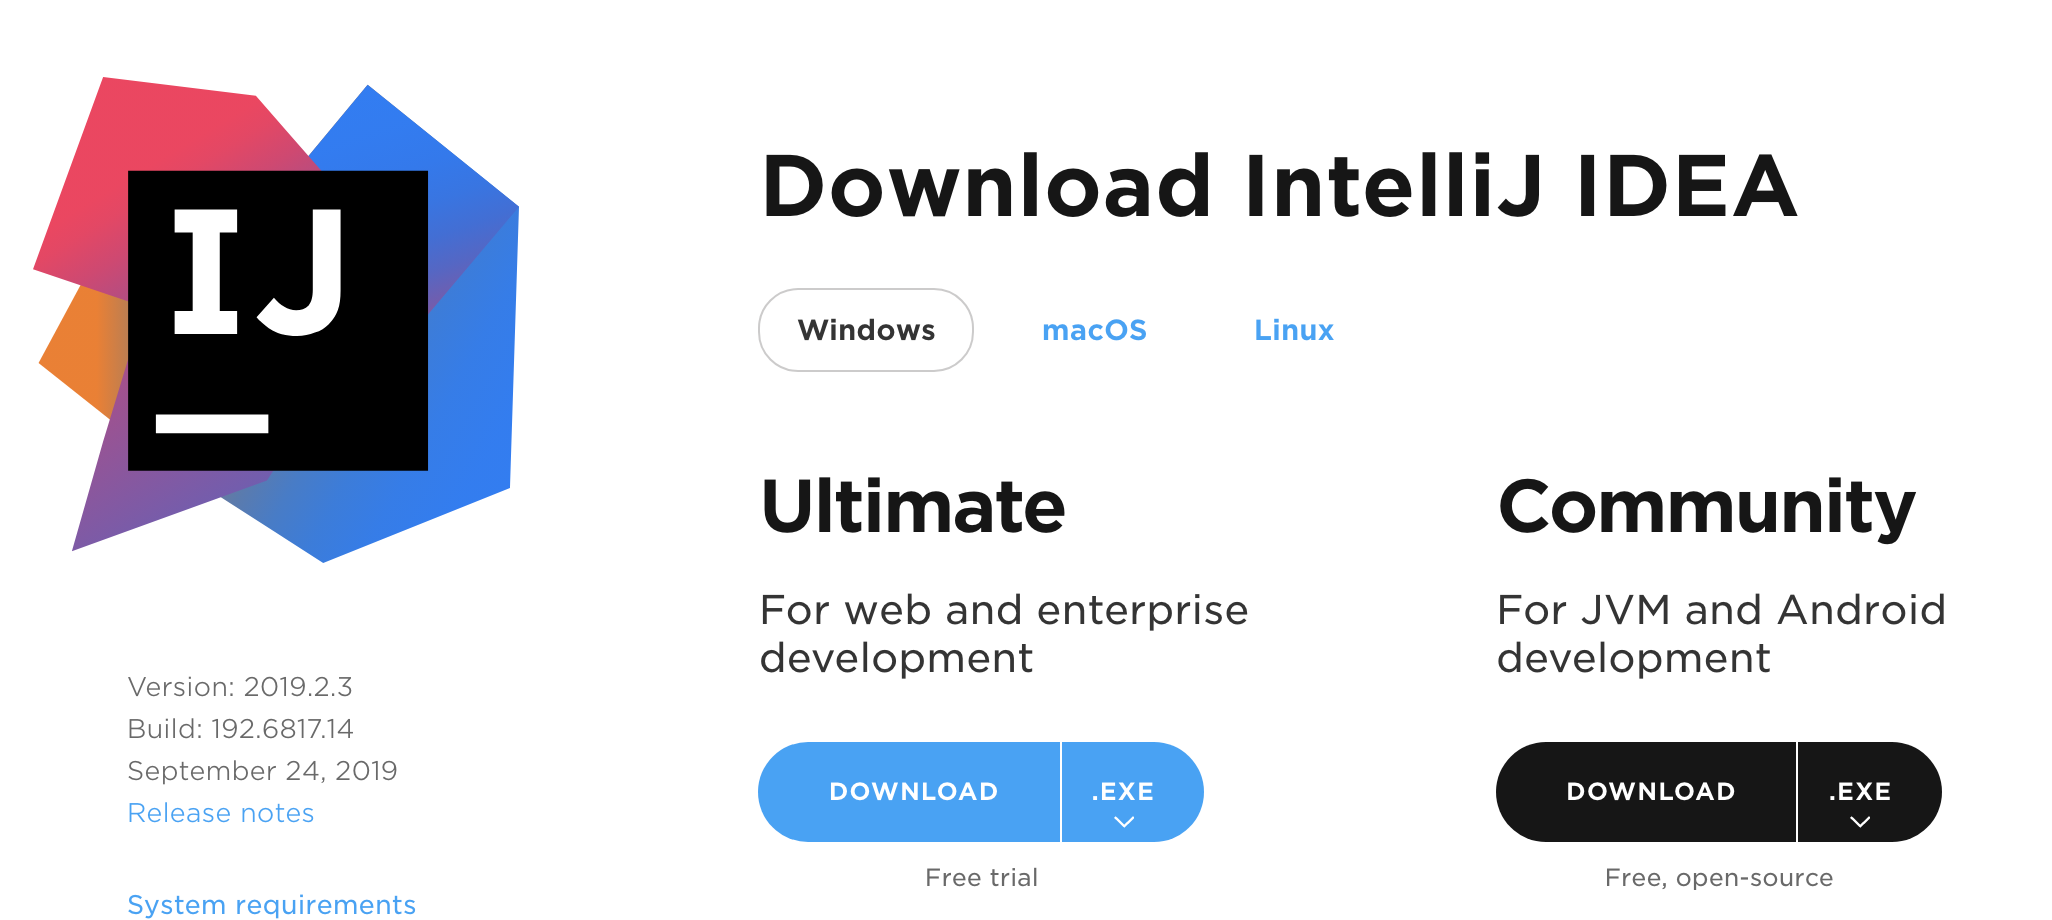 IJ
Version: 2019.2.3
Build: 192.6817.14
September 24, 2019
Release notes
System requirements
Download IntelliJ IDEA
Windows
macOS
Linux
Ultimate
For web and enterprise
development
DOWNLOAD
.EXE
Free trial
Community
For JVM and Android
development
DOWNLOAD
.EXE
Free, open-source